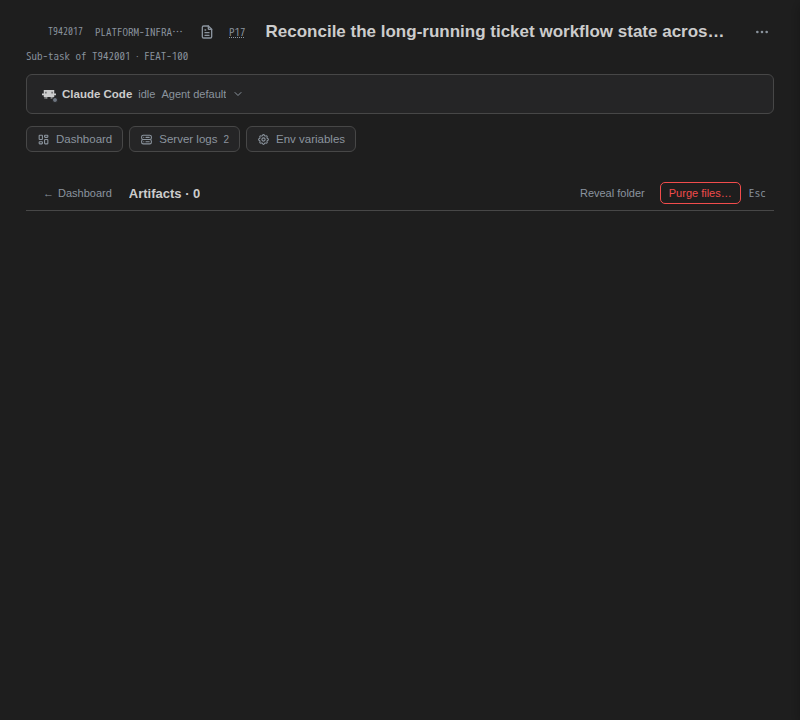 T942017 PLATFORM-INFRA… P17 Reconcile the long-running ticket workflow state acros… …
Sub-task of T942001 · FEAT-100
Claude Code idle Agent default
Dashboard Server logs 2 Env variables
← Dashboard Artifacts · 0 Reveal folder Purge files… Esc